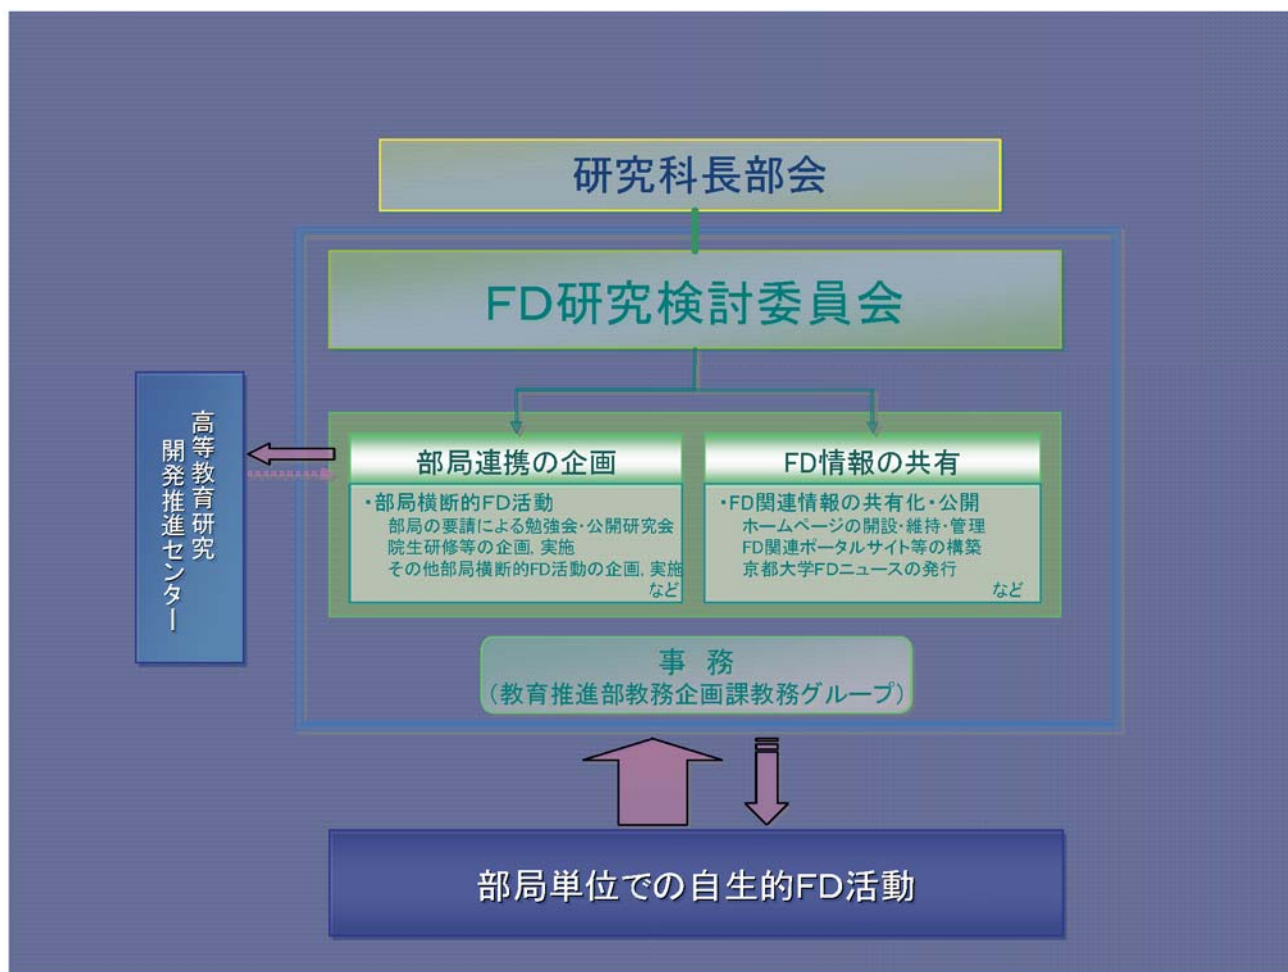 研究科長部会
FD研究検討委員会
高等教育研究
開発推進センター
部局連携の企画
・部局横断的FD活動
部局の要請による勉強会・公開研究会
院生研修等の企画, 実施
その他部局横断的FD活動の企画, 実施
など
FD情報の共有
・FD関連情報の共有化・公開
ホームページの開設・維持・管理
FD関連ポータルサイト等の構築
京都大学FDニュースの発行
など
事 務
(教育推進部教務企画課教務グループ)
部局単位での自生的FD活動